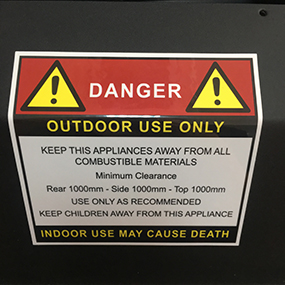 DANGER
OUTDOOR USE ONLY
KEEP THIS APPLIANCES AWAY FROM ALL
COMBUSTIBLE MATERIALS
Minimum Clearance
Rear 1000mm - Side 1000mm - Top 1000mm
USE ONLY AS RECOMMENDED
KEEP CHILDREN AWAY FROM THIS APPLIANCE
INDOOR USE MAY CAUSE DEATH